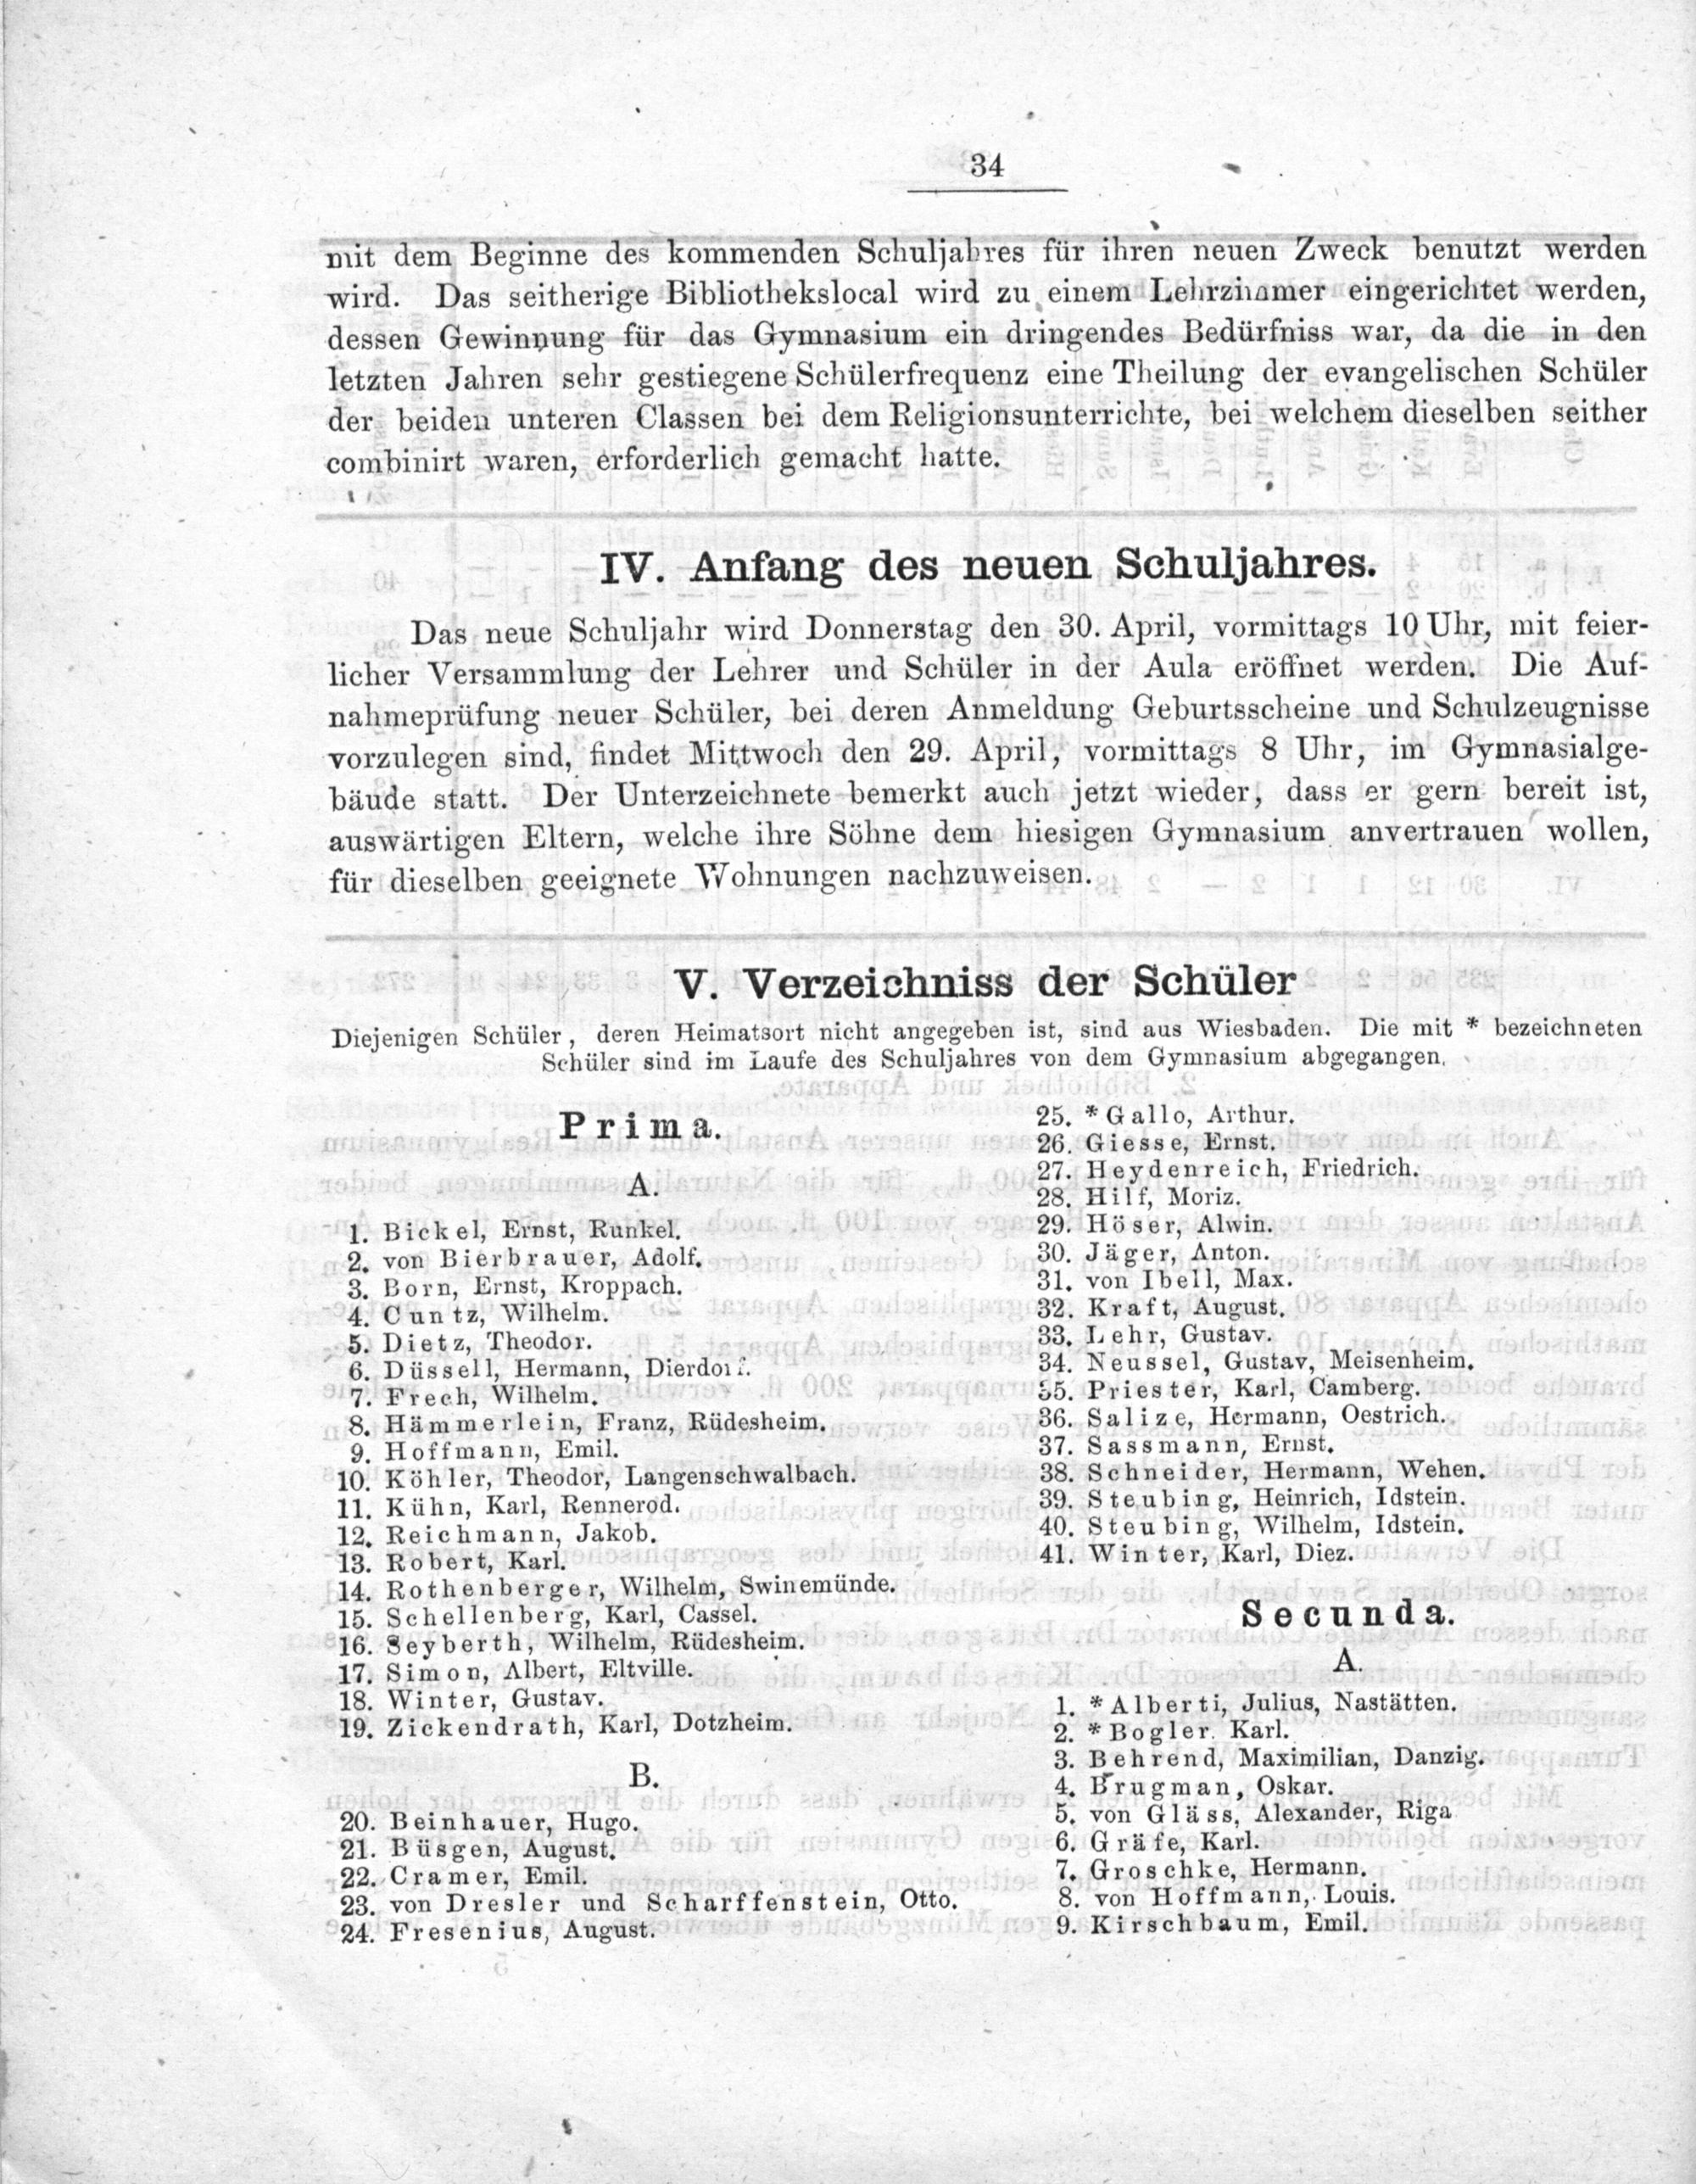 34
mit dem Beginne des kommenden Schuljahres für ihren neuen Zweck benutzt werden
wird. Das seitherige Bibliothekslocal wird zu einem Lehrzimmer eingerichtet werden,
dessen Gewinnung für das Gymnasium ein dringendes Bedürfniss war, da die in den
letzten Jahren sehr gestiegene Schülerfrequenz eine Theilung der evangelischen Schüler
der beiden unteren Classen bei dem Religionsunterrichte, bei welchem dieselben seither
combinirt waren, erforderlich gemacht hatte.
IV. Anfang des neuen Schuljahres.
Das neue Schuljahr wird Donnerstag den 30. April, vormittags 10 Uhr, mit feier-
licher Versammlung der Lehrer und Schüler in der Aula eröffnet werden. Die Auf-
nahmeprüfung neuer Schüler, bei deren Anmeldung Geburtsscheine und Schulzeugnisse
vorzulegen sind, findet Mittwoch den 29. April, vormittags 8 Uhr, im Gymnasialge-
bäude statt. Der Unterzeichnete bemerkt auch jetzt wieder, dass er gern bereit ist,
auswärtigen Eltern, welche ihre Söhne dem hiesigen Gymnasium anvertrauen wollen,
für dieselben geeignete Wohnungen nachzuweisen.
V. Verzeichniss der Schüler
Diejenigen Schüler, deren Heimatsort nicht angegeben ist, sind aus Wiesbaden. Die mit * bezeichneten
Schüler sind im Laufe des Schuljahres von dem Gymnasium abgegangen.
Prima.
A.
1. Bickel, Ernst, Runkel.
2. von Bierbrauer, Adolf.
3. Born, Ernst, Kroppach.
4. Cuntz, Wilhelm.
5. Dietz, Theodor.
6. Düssell, Hermann, Dierdorf.
7. Frech, Wilhelm.
8. Hämmerlein, Franz, Rüdesheim.
9. Hoffmann, Emil.
10. Köhler, Theodor, Langenschwalbach.
11. Kühn, Karl, Rennerod.
12. Reichmann, Jakob.
13. Robert, Karl.
14. Rothenberger, Wilhelm, Swinemünde.
15. Schellenberg, Karl, Cassel.
16. Seyberth, Wilhelm, Rüdesheim.
17. Simon, Albert, Eltville.
18. Winter, Gustav.
19. Zickendrath, Karl, Dotzheim.
B.
20. Beinhauer, Hugo.
21. Büsgen, August.
22. Cramer, Emil.
23. von Dresler und Scharffenstein, Otto.
24. Fresenius, August.
25. *Gallo, Arthur.
26. Giesse, Ernst.
27. Heydenreich, Friedrich.
28. Hilf, Moriz.
29. Höser, Alwin.
30. Jäger, Anton.
31. von Ibell, Max.
32. Kraft, August.
33. Lehr, Gustav.
34. Neussel, Gustav, Meisenheim.
35. Priester, Karl, Camberg.
36. Salize, Hermann, Oestrich.
37. Sassmann, Ernst.
38. Schneider, Hermann, Wehen.
39. Steubing, Heinrich, Idstein.
40. Steubing, Wilhelm, Idstein.
41. Winter, Karl, Diez.
Secunda.
A.
1. *Alberti, Julius, Nastätten.
2. *Bogler. Karl.
3. Behrend, Maximilian, Danzig.
4. Brugman, Oskar.
5. von Gläss, Alexander, Riga
6. Gräfe, Karl.
7. Groschke, Hermann.
8. von Hoffmann, Louis.
9. Kirschbaum, Emil.